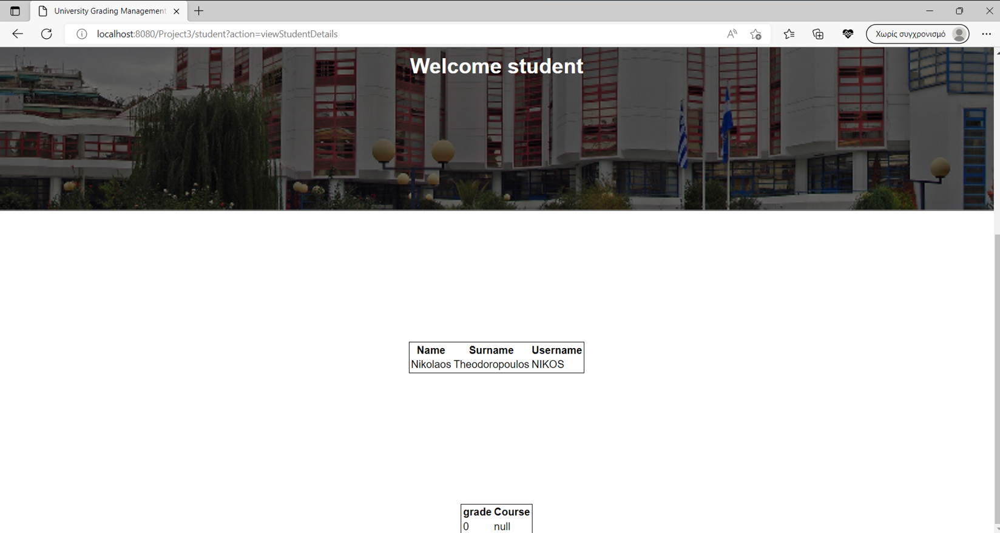 University Grading Management
localhost:8080/Project3/student?action=viewStudentDetails
Χωρίς συγχρονισμό
Welcome student
Name Surname Username
Nikolaos Theodoropoulos NIKOS
grade Course
0 null